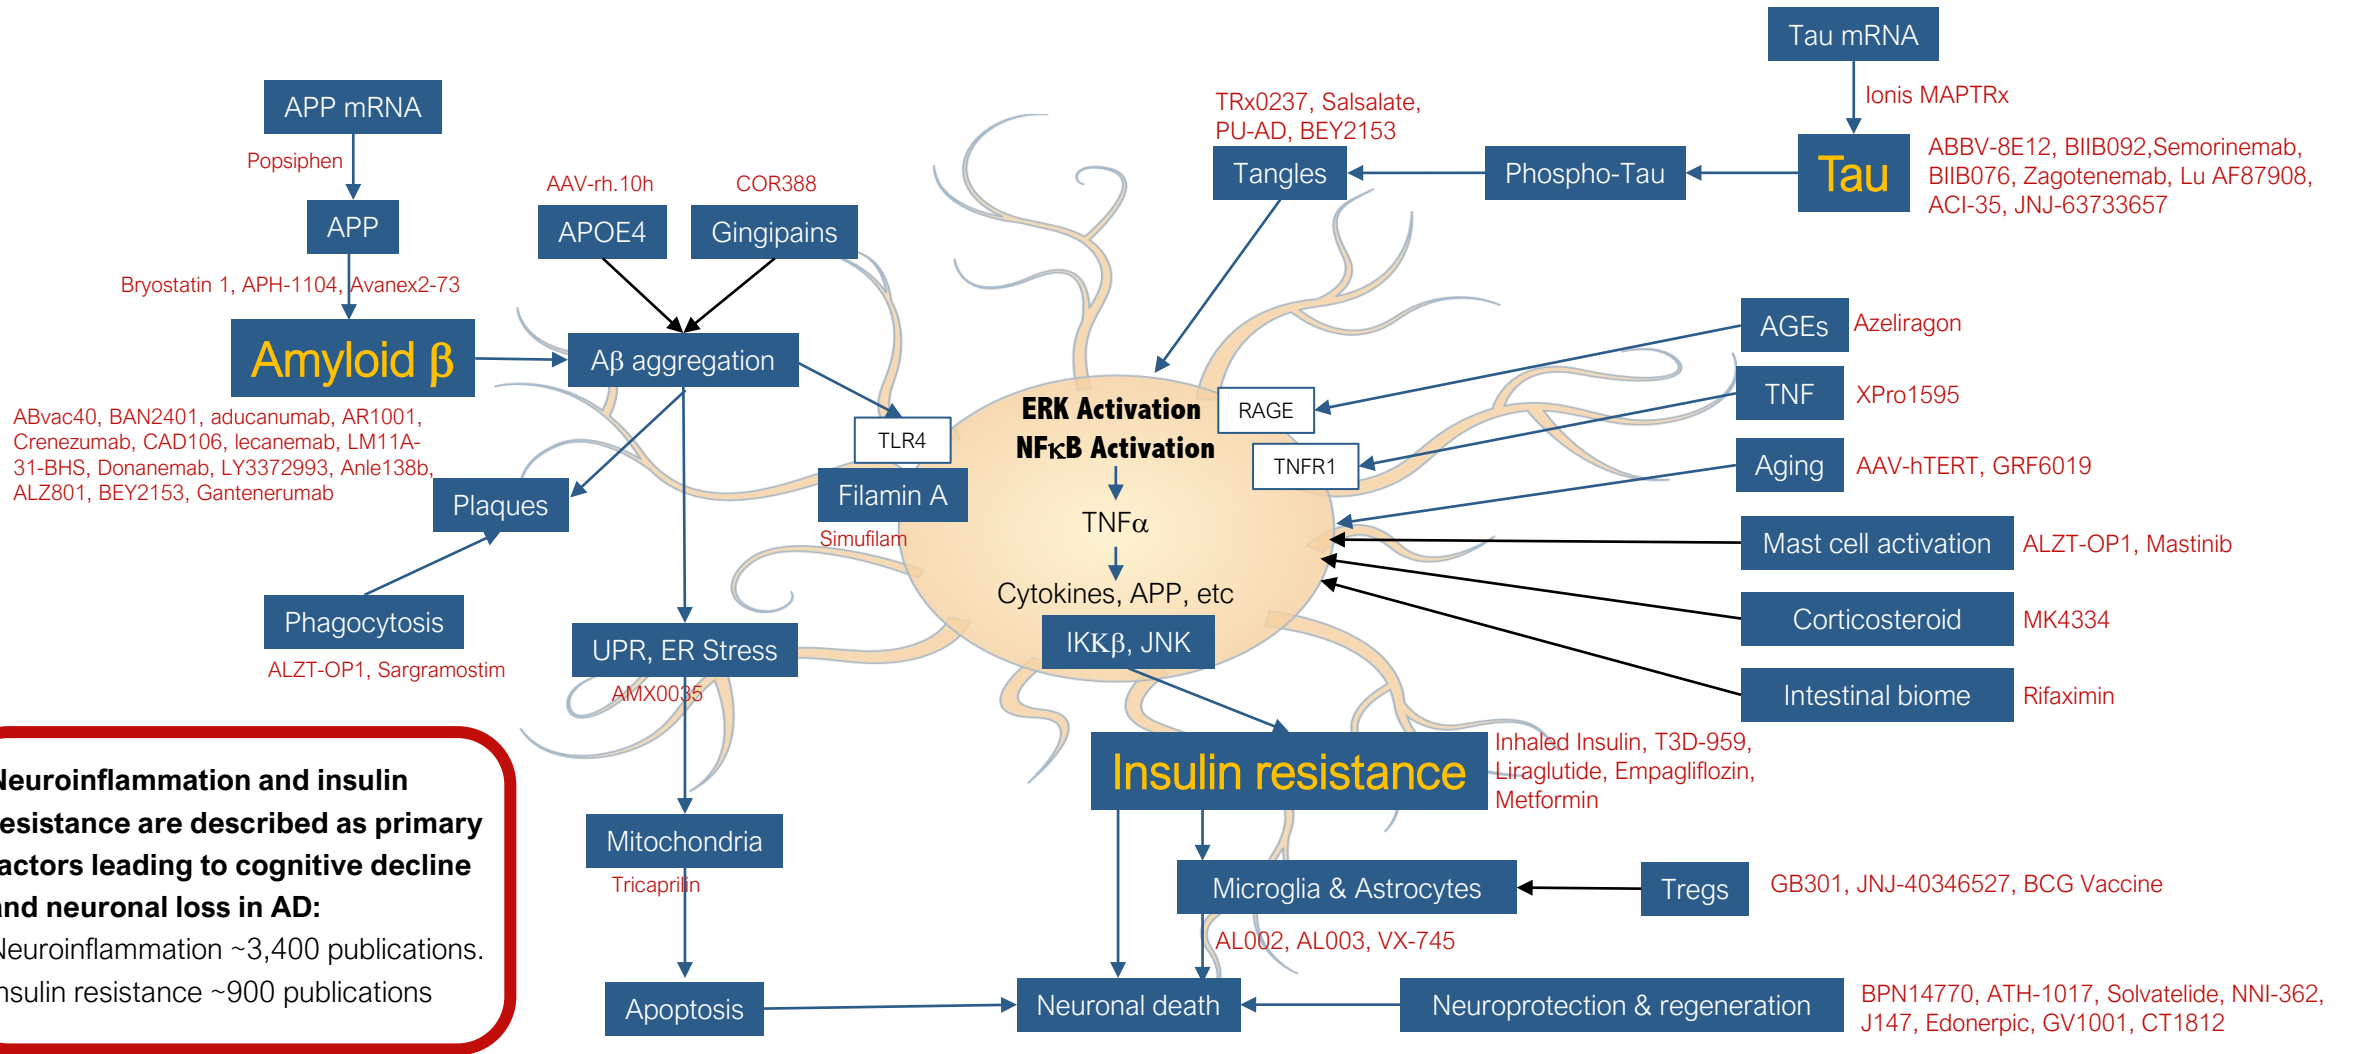 Tau mRNA
Ionis MAPTRx
APP mRNA
Popsiphen
APP
Bryostatin 1, APH-1104, Avanex2-73
Amyloid β
ABvac40, BAN2401, aducanumab, AR1001,
Crenezumab, CAD106, lecanemab, LM11A-
31-BHS, Donanemab, LY3372993, Anle138b,
ALZ801, BEY2153, Gantenerumab
AAV-rh.10h
APOE4
COR388
Gingipains
Aβ aggregation
Plaques
Phagocytosis
ALZT-OP1, Sargramostim
TLR4
Filamin A
Simufilam
UPR, ER Stress
AMX0035
Mitochondria
Tricaprilin
Apoptosis
TRx0237, Salsalate,
PU-AD, BEY2153
Tangles
Phospho-Tau
Tau
ABBV-8E12, BIIB092,Semorinemab,
BIIB076, Zagotenemab, Lu AF87908,
ACI-35, JNJ-63733657
ERK Activation
NFκB Activation
TNFα
Cytokines, APP, etc
IKKβ, JNK
RAGE
TNFR1
AGEs
Azeliragon
TNF
XPro1595
Aging
AAV-hTERT, GRF6019
Mast cell activation
ALZT-OP1, Mastinib
Corticosteroid
MK4334
Intestinal biome
Rifaximin
Insulin resistance
Inhaled Insulin, T3D-959,
Liraglutide, Empagliflozin,
Metformin
Microglia & Astrocytes
AL002, AL003, VX-745
Tregs
GB301, JNJ-40346527, BCG Vaccine
Neuronal death
Neuroprotection & regeneration
BPN14770, ATH-1017, Solvatelide, NNI-362,
J147, Edonerpic, GV1001, CT1812
Neuroinflammation and insulin
resistance are described as primary
factors leading to cognitive decline
and neuronal loss in AD:
Neuroinflammation ~3,400 publications.
Insulin resistance ~900 publications